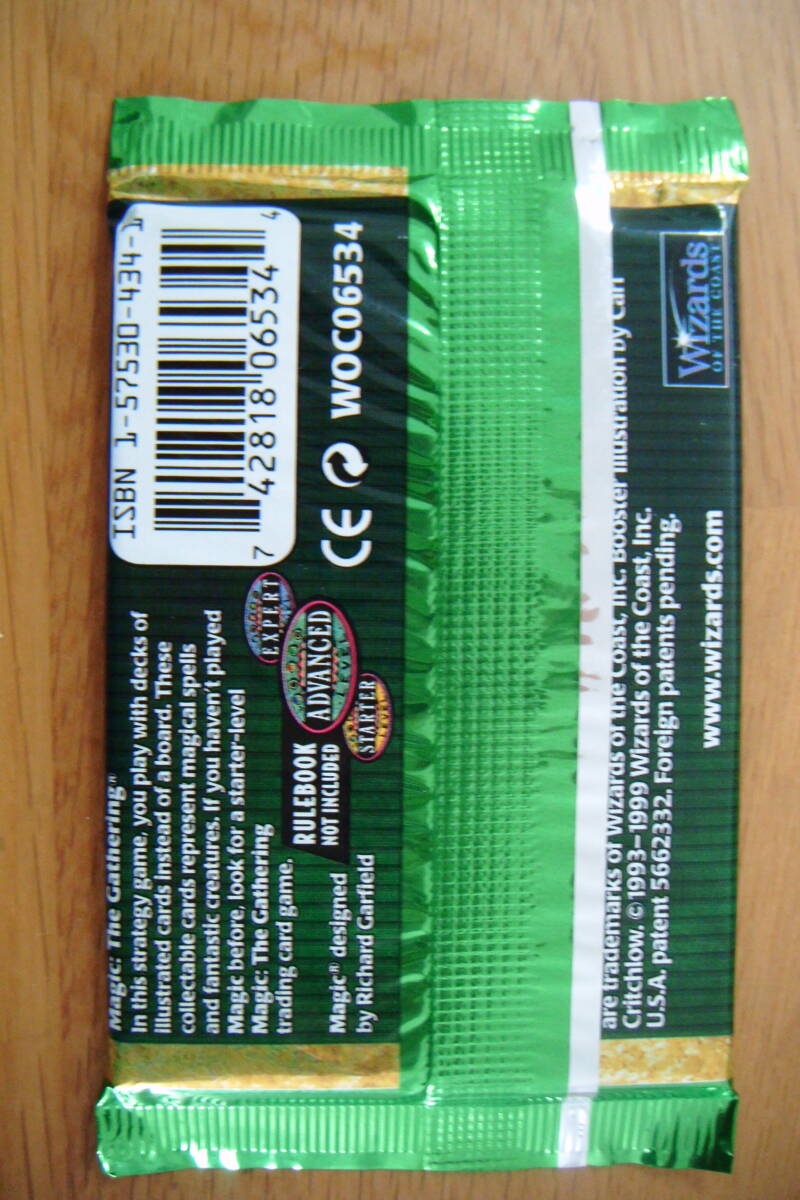 Magic: The Gathering®
In this strategy game, you play with decks of
illustrated cards instead of a board. These
collectable cards represent magical spells
and fantastic creatures. If you haven't played
Magic before, look for a starter-level
Magic: The Gathering
trading card game.
Magic® designed
by Richard Garfield
RULEBOOK
NOT INCLUDED
EXPERT
ADVANCED
LEVEL
STARTER
LEVEL
ISBN 1-57530-434-1
7 42818 06534 4
CE WOC06534
are trademarks of Wizards of the Coast, Inc. Booster illustration by Carl
Critchlow. ©1993–1999 Wizards of the Coast, Inc.
U.S.A. patent 5662332. Foreign patents pending.
www.wizards.com
Wizards
OF THE COAST